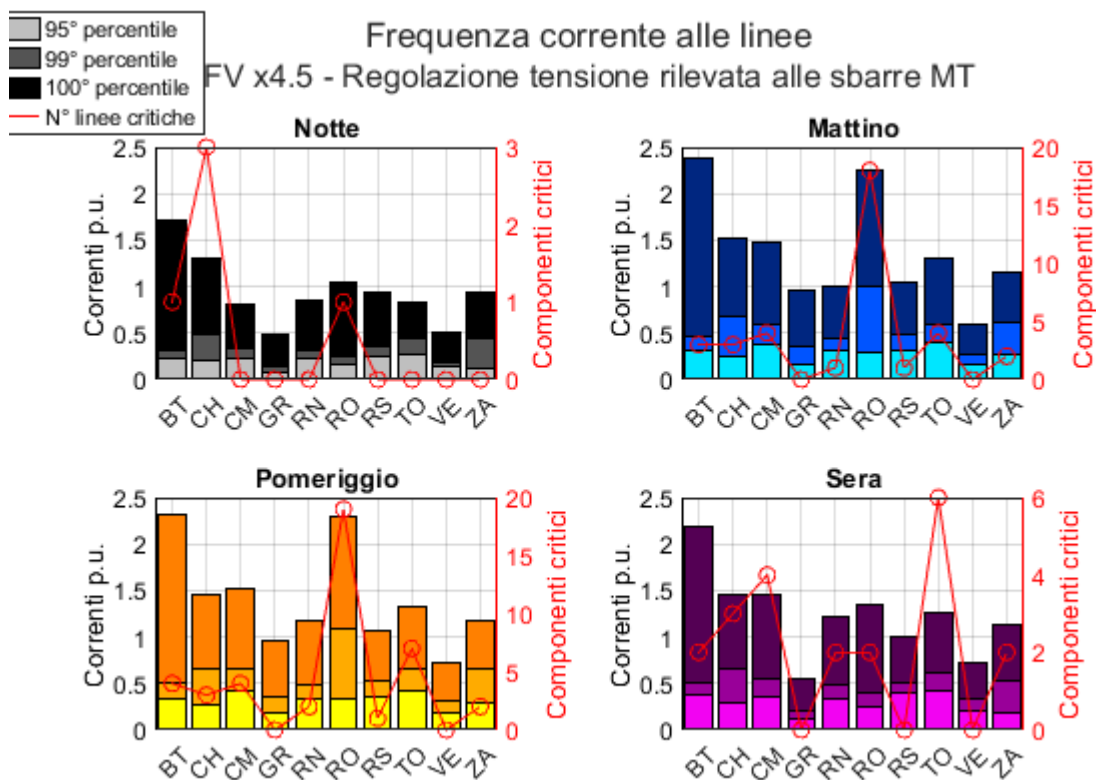 95° percentile
99° percentile
100° percentile
N° linee critiche
Frequenza corrente alle linee
FV x4.5 - Regolazione tensione rilevata alle sbarre MT
Notte
Correnti p.u.
2.5
2
1.5
1
0.5
0
BT CH CM GR RN RO RS TO VE ZA
3
2
1
0
Componenti critici
Mattino
Correnti p.u.
2.5
2
1.5
1
0.5
0
BT CH CM GR RN RO RS TO VE ZA
20
15
10
5
0
Componenti critici
Pomeriggio
Correnti p.u.
2.5
2
1.5
1
0.5
0
BT CH CM GR RN RO RS TO VE ZA
20
15
10
5
0
Componenti critici
Sera
Correnti p.u.
2.5
2
1.5
1
0.5
0
BT CH CM GR RN RO RS TO VE ZA
6
4
2
0
Componenti critici